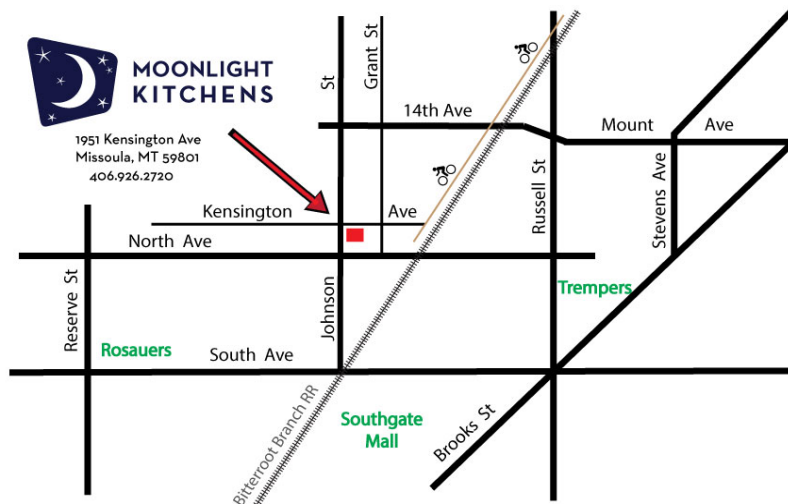 MOONLIGHT
KITCHENS
1951 Kensington Ave
Missoula, MT 59801
406.926.2720
St
Grant St
14th Ave
Mount Ave
Russell St
Stevens Ave
Kensington Ave
North Ave
Reserve St
Johnson
Trempers
Rosauers
South Ave
Bitterroot Branch RR
Southgate
Mall
Brooks St